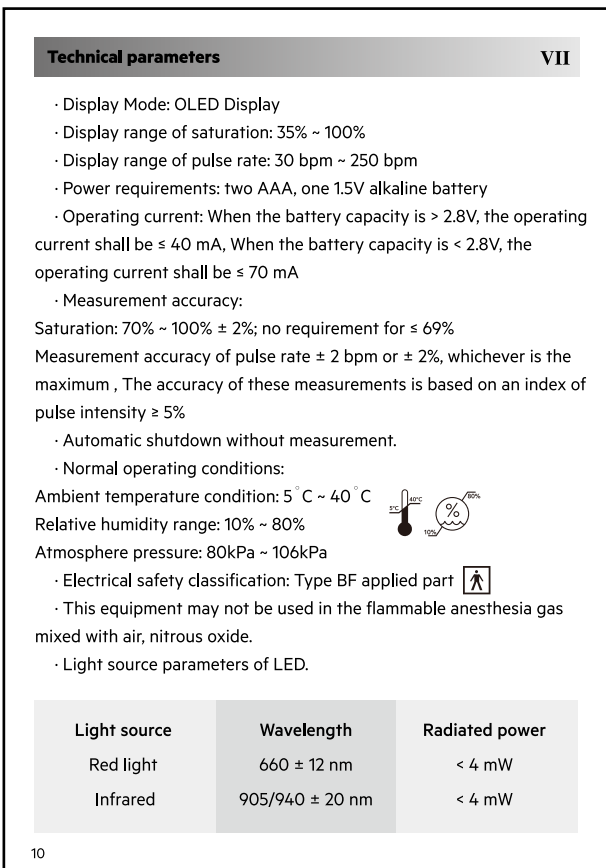 Technical parameters VII
· Display Mode: OLED Display
· Display range of saturation: 35% ~ 100%
· Display range of pulse rate: 30 bpm ~ 250 bpm
· Power requirements: two AAA, one 1.5V alkaline battery
· Operating current: When the battery capacity is > 2.8V, the operating
current shall be ≤ 40 mA, When the battery capacity is < 2.8V, the
operating current shall be ≤ 70 mA
· Measurement accuracy:
Saturation: 70% ~ 100% ± 2%; no requirement for ≤ 69%
Measurement accuracy of pulse rate ± 2 bpm or ± 2%, whichever is the
maximum , The accuracy of these measurements is based on an index of
pulse intensity ≥ 5%
· Automatic shutdown without measurement.
· Normal operating conditions:
Ambient temperature condition: 5°C ~ 40°C 5°C 40°C % 80% 10%
Relative humidity range: 10% ~ 80%
Atmosphere pressure: 80kPa ~ 106kPa
· Electrical safety classification: Type BF applied part
· This equipment may not be used in the flammable anesthesia gas
mixed with air, nitrous oxide.
· Light source parameters of LED.
Light source Wavelength Radiated power
Red light 660 ± 12 nm < 4 mW
Infrared 905/940 ± 20 nm < 4 mW
10